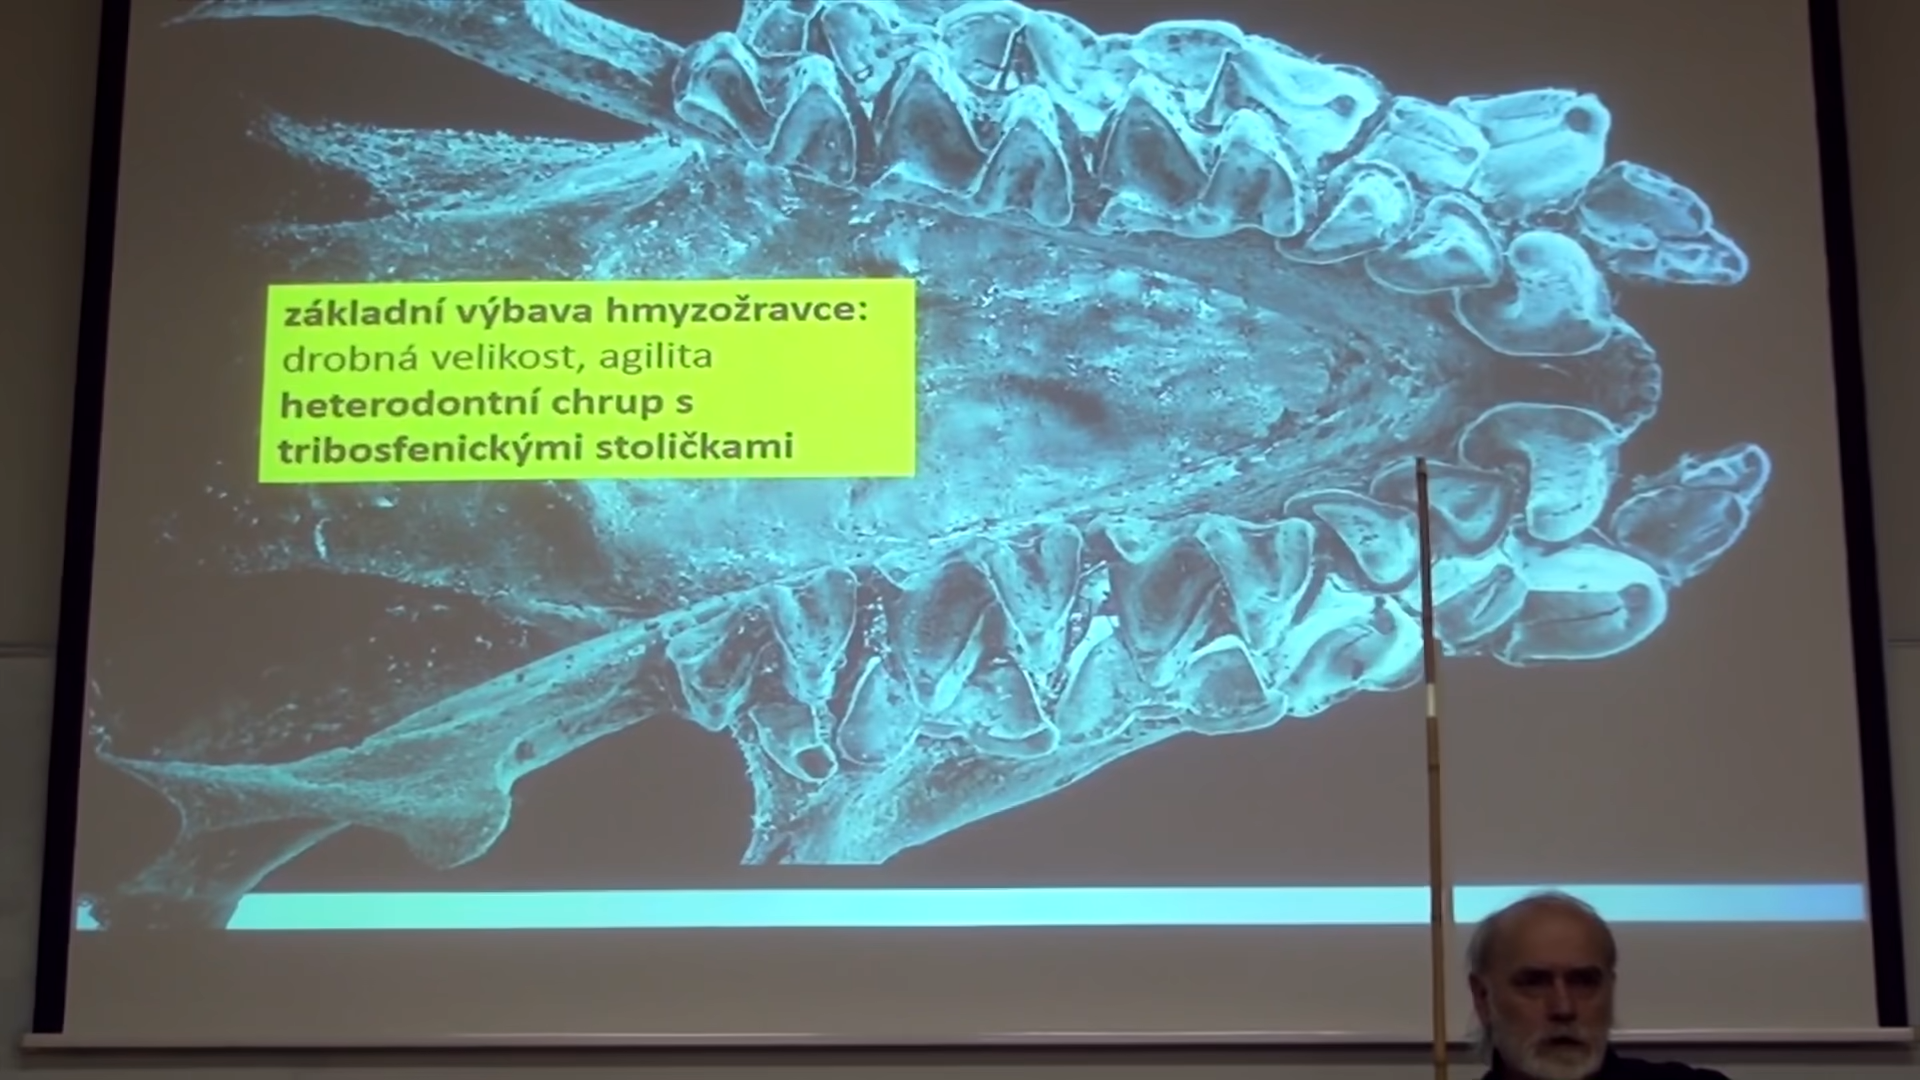 základní výbava hmyzožravce:
drobná velikost, agilita
heterodontní chrup s
tribosfenickými stoličkami